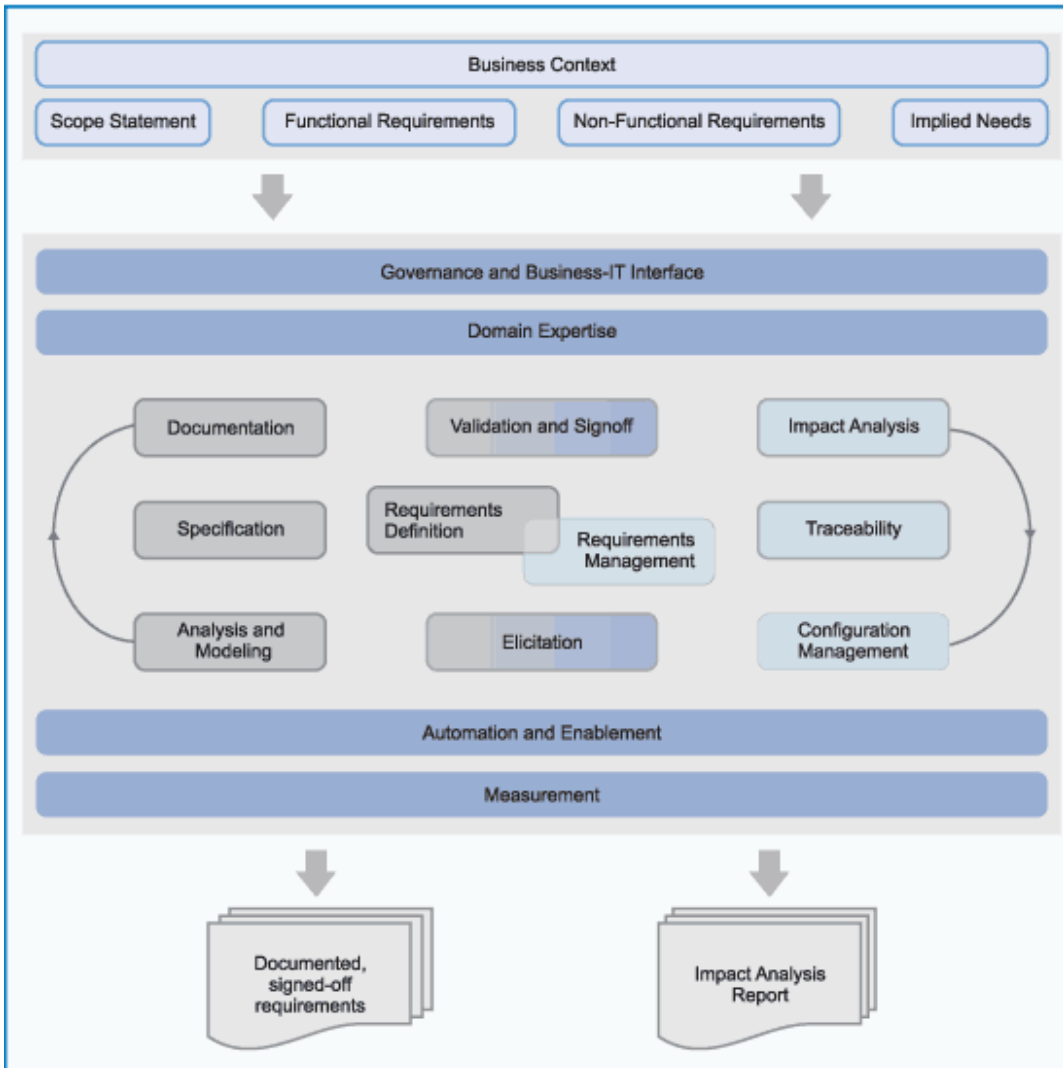 Business Context
Scope Statement
Functional Requirements
Non-Functional Requirements
Implied Needs
Governance and Business-IT Interface
Domain Expertise
Documentation
Validation and Signoff
Impact Analysis
Specification
Requirements
Definition
Requirements
Management
Traceability
Analysis and
Modeling
Elicitation
Configuration
Management
Automation and Enablement
Measurement
Documented,
signed-off
requirements
Impact Analysis
Report